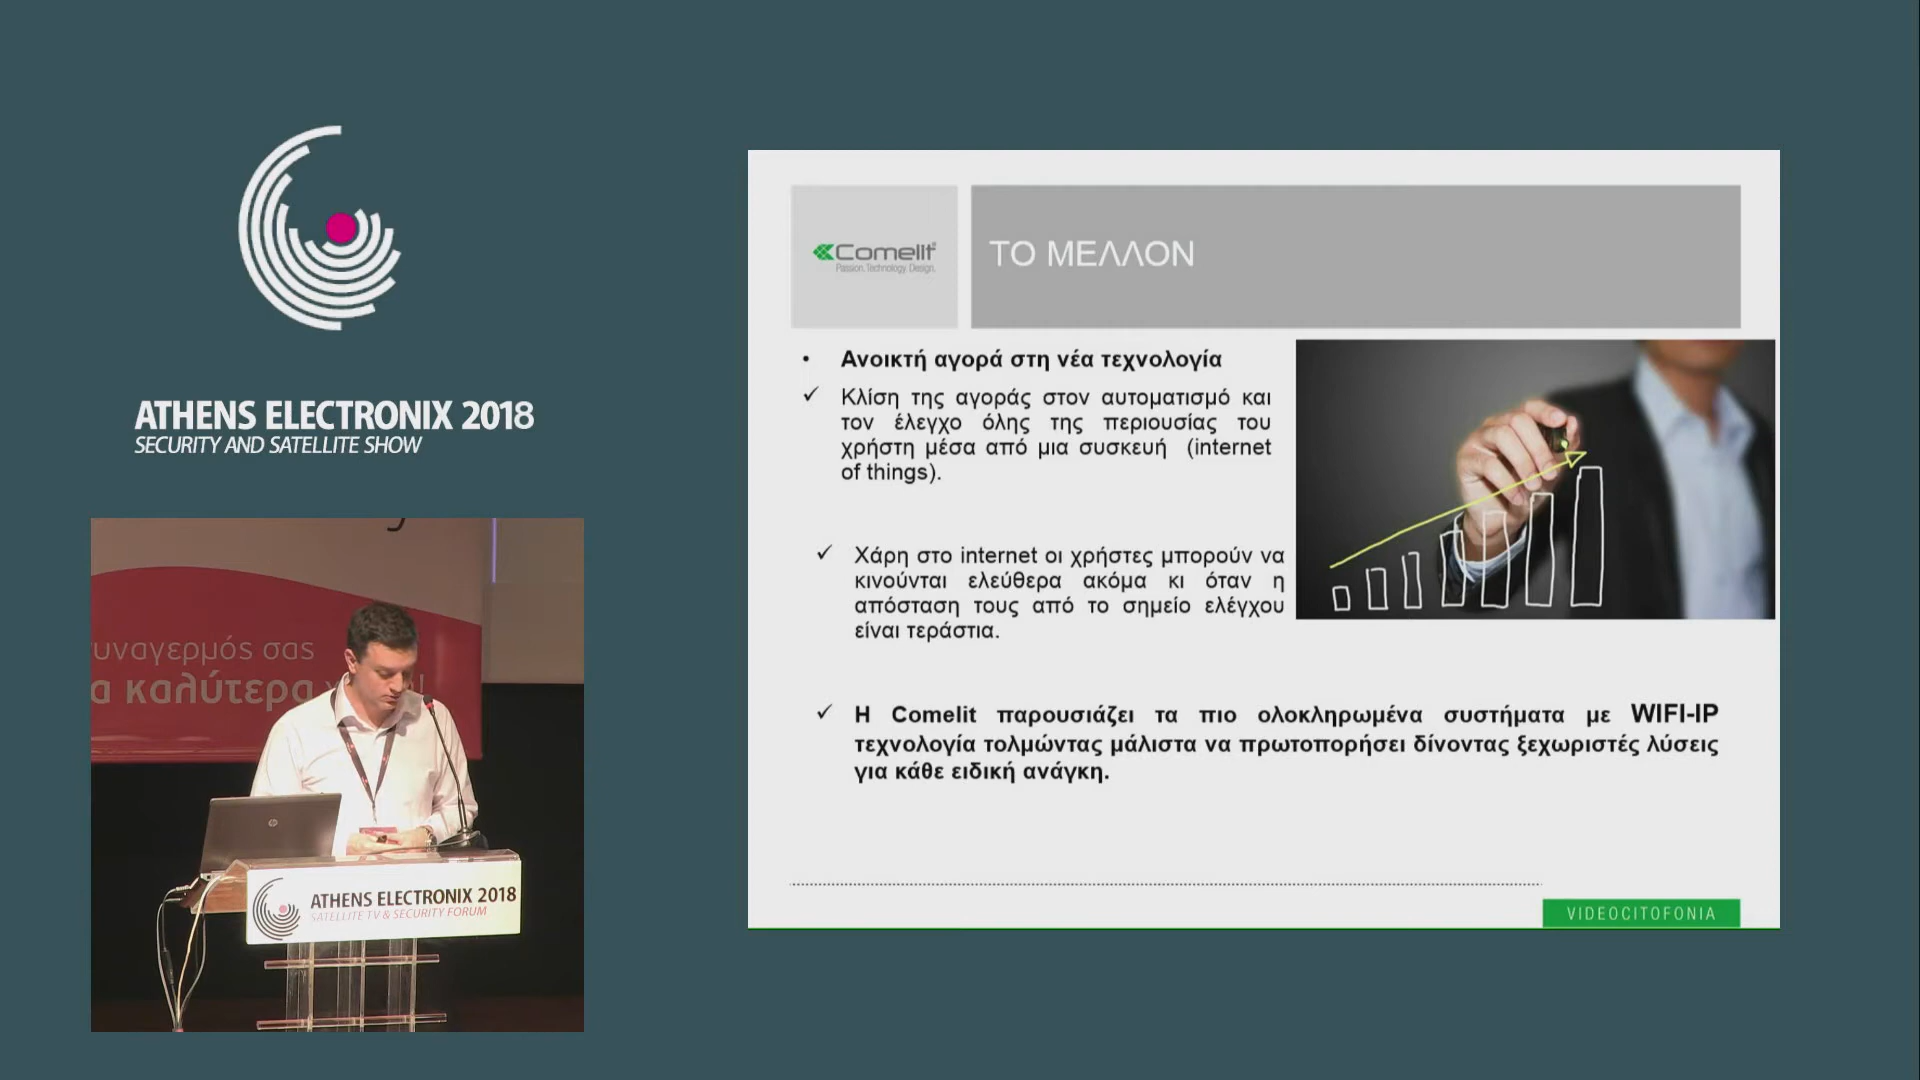 ATHENS ELECTRONIX 2018
SECURITY AND SATELLITE SHOW
υναγερμός σας
α καλύτερα
hp
ATHENS ELECTRONIX 2018
SATELLITE TV & SECURITY FORUM
Comelit
Passion. Technology. Design.
ΤΟ ΜΕΛΛΟΝ
• Ανοικτή αγορά στη νέα τεχνολογία
✓ Κλίση της αγοράς στον αυτοματισμό και
τον έλεγχο όλης της περιουσίας του
χρήστη μέσα από μια συσκευή (internet
of things).
✓ Χάρη στο internet οι χρήστες μπορούν να
κινούνται ελεύθερα ακόμα κι όταν η
απόσταση τους από το σημείο ελέγχου
είναι τεράστια.
✓ Η Comelit παρουσιάζει τα πιο ολοκληρωμένα συστήματα με WIFI-IP
τεχνολογία τολμώντας μάλιστα να πρωτοπορήσει δίνοντας ξεχωριστές λύσεις
για κάθε ειδική ανάγκη.
VIDEOCITOFONIA